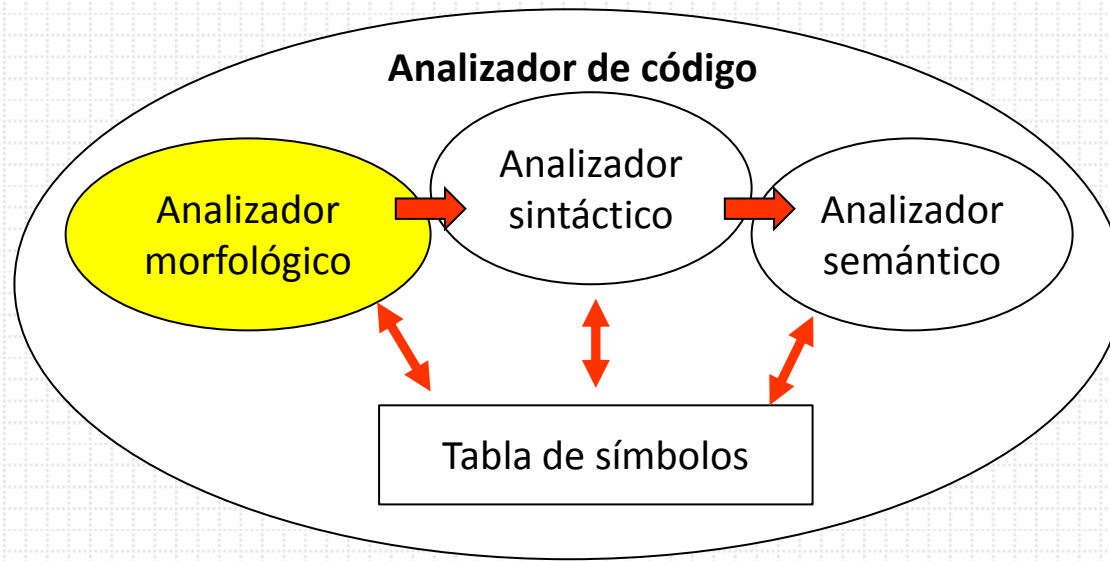 Analizador de código
Analizador
morfológico
Analizador
sintáctico
Analizador
semántico
Tabla de símbolos